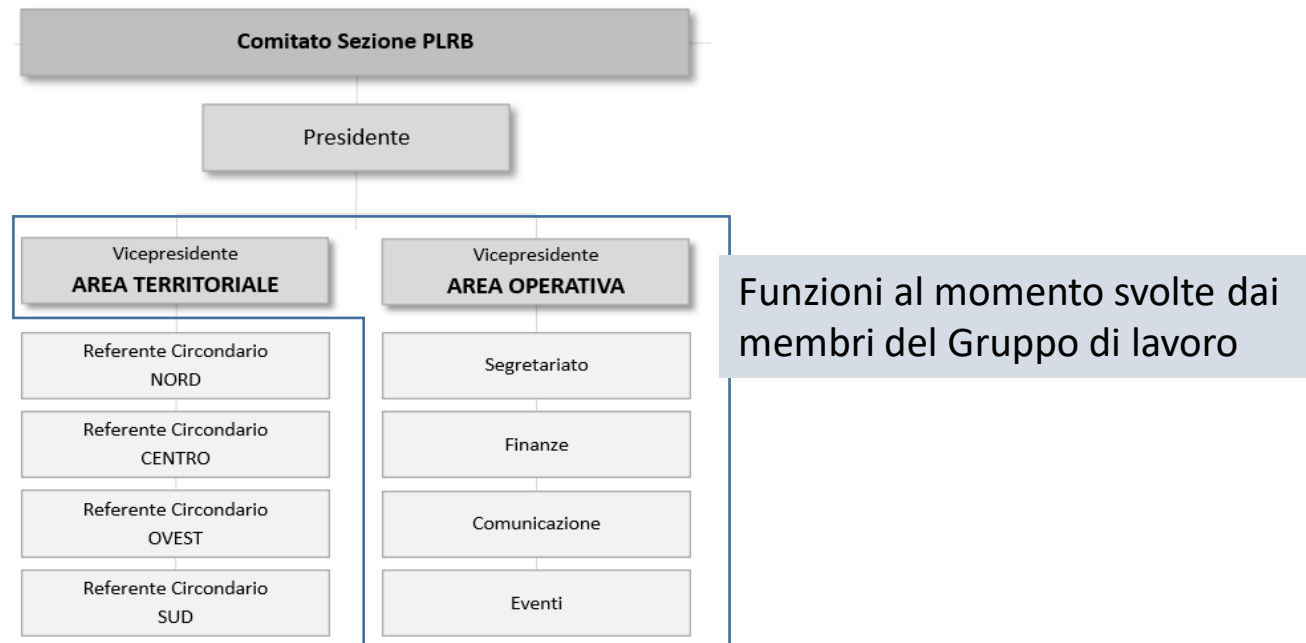 Comitato Sezione PLRB
Presidente
Vicepresidente
AREA TERRITORIALE
Vicepresidente
AREA OPERATIVA
Funzioni al momento svolte dai
membri del Gruppo di lavoro
Referente Circondario
NORD
Referente Circondario
CENTRO
Referente Circondario
OVEST
Referente Circondario
SUD
Segretariato
Finanze
Comunicazione
Eventi